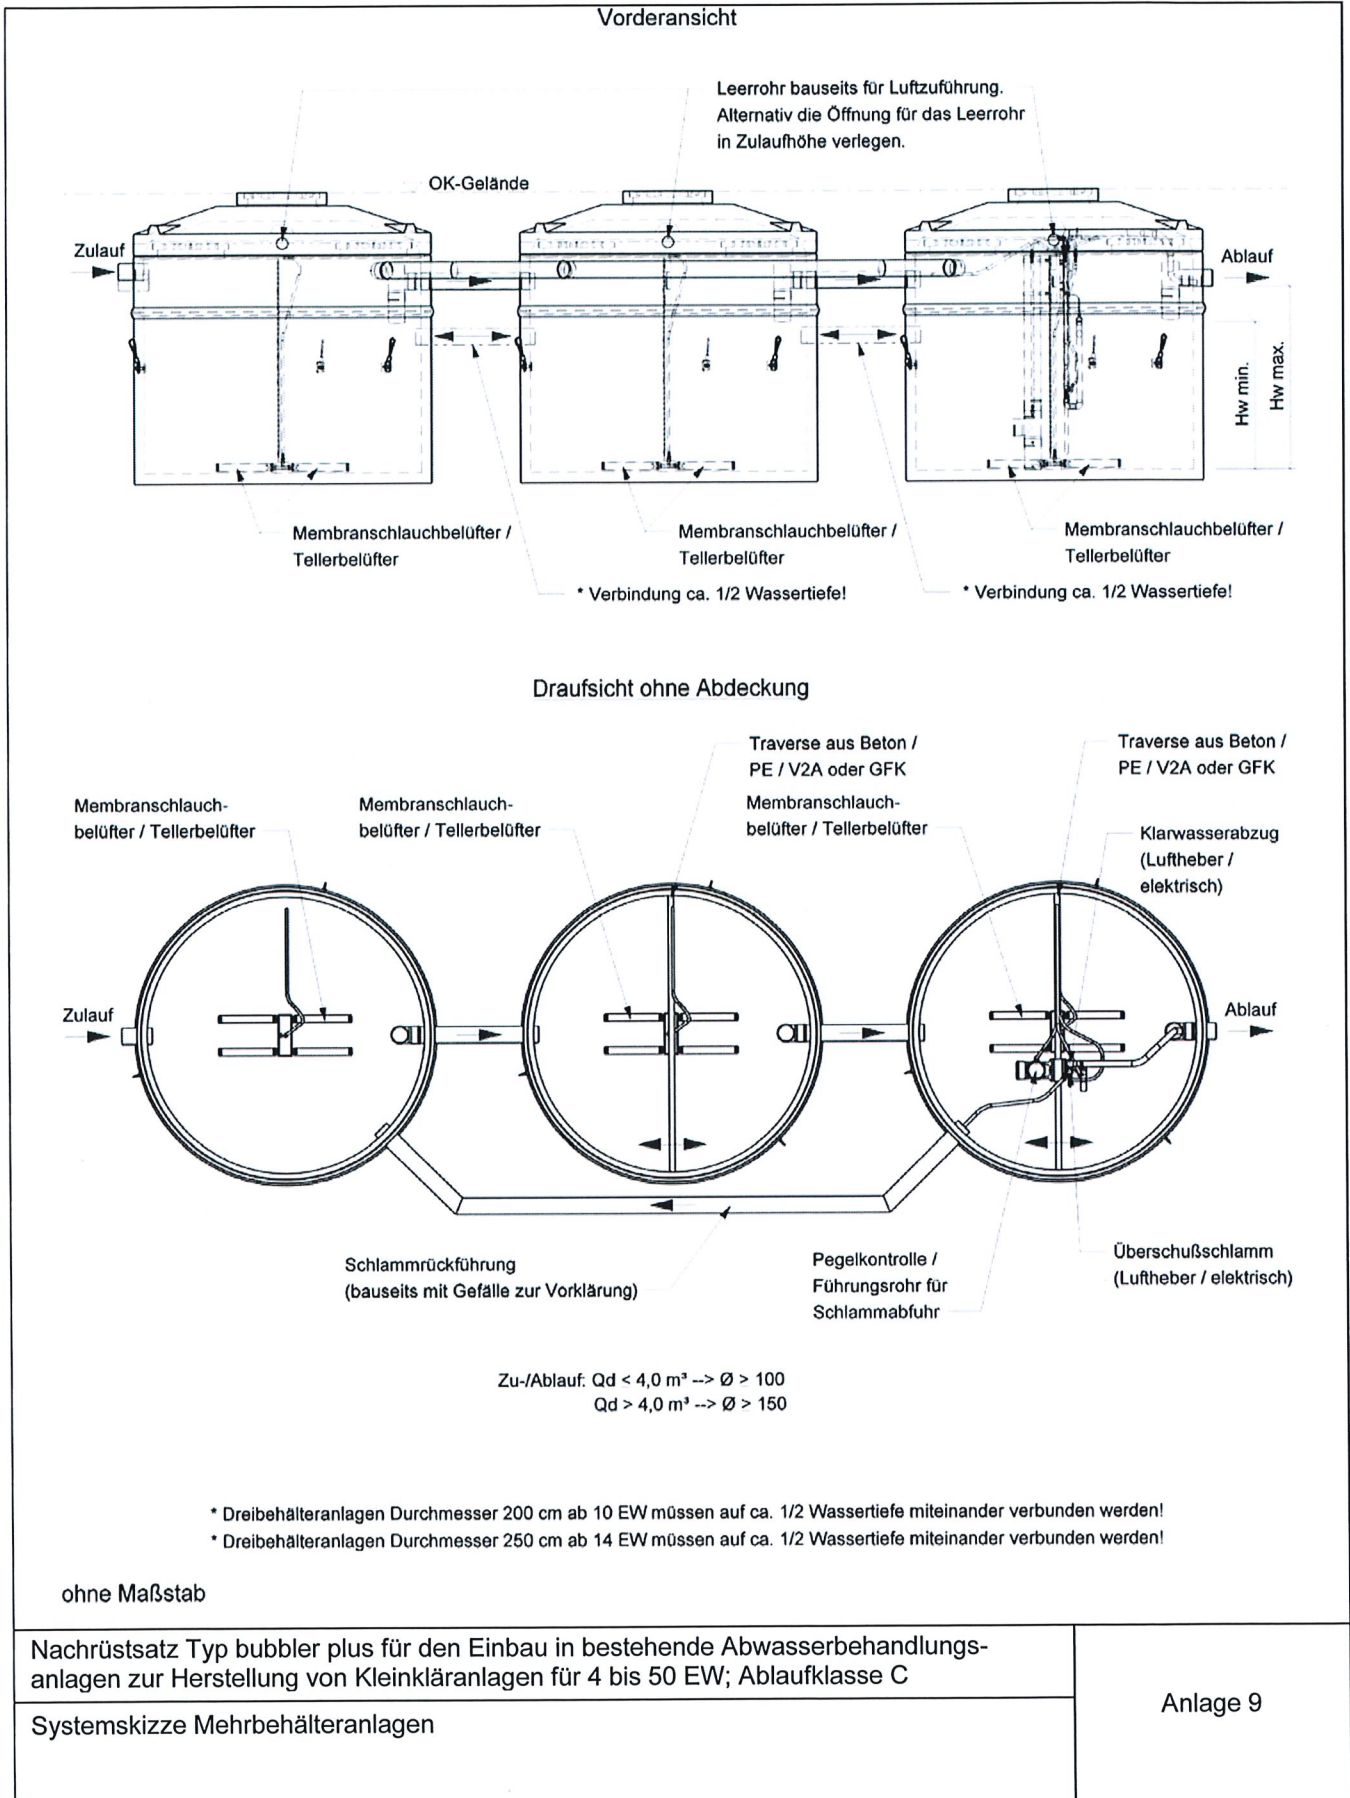 Vorderansicht
Leerrohr bauseits für Luftzuführung.
Alternativ die Öffnung für das Leerrohr
in Zulaufhöhe verlegen.
OK-Gelände
Zulauf
Ablauf
Hw min.
Hw max.
Membranschlauchbelüfter /
Tellerbelüfter
Membranschlauchbelüfter /
Tellerbelüfter
Membranschlauchbelüfter /
Tellerbelüfter
* Verbindung ca. 1/2 Wassertiefe!
* Verbindung ca. 1/2 Wassertiefe!
Draufsicht ohne Abdeckung
Traverse aus Beton /
PE / V2A oder GFK
Traverse aus Beton /
PE / V2A oder GFK
Membranschlauch-
belüfter / Tellerbelüfter
Membranschlauch-
belüfter / Tellerbelüfter
Membranschlauch-
belüfter / Tellerbelüfter
Klarwasserabzug
(Luftheber /
elektrisch)
Zulauf
Ablauf
Schlammrückführung
(bauseits mit Gefälle zur Vorklärung)
Pegelkontrolle /
Führungsrohr für
Schlammabfuhr
Überschußschlamm
(Luftheber / elektrisch)
Zu-/Ablauf: Qd < 4,0 m³ --> Ø > 100
Qd > 4,0 m³ --> Ø > 150
* Dreibehälteranlagen Durchmesser 200 cm ab 10 EW müssen auf ca. 1/2 Wassertiefe miteinander verbunden werden!
* Dreibehälteranlagen Durchmesser 250 cm ab 14 EW müssen auf ca. 1/2 Wassertiefe miteinander verbunden werden!
ohne Maßstab
Nachrüstsatz Typ bubbler plus für den Einbau in bestehende Abwasserbehandlungs-
anlagen zur Herstellung von Kleinkläranlagen für 4 bis 50 EW; Ablaufklasse C
Anlage 9
Systemskizze Mehrbehälteranlagen